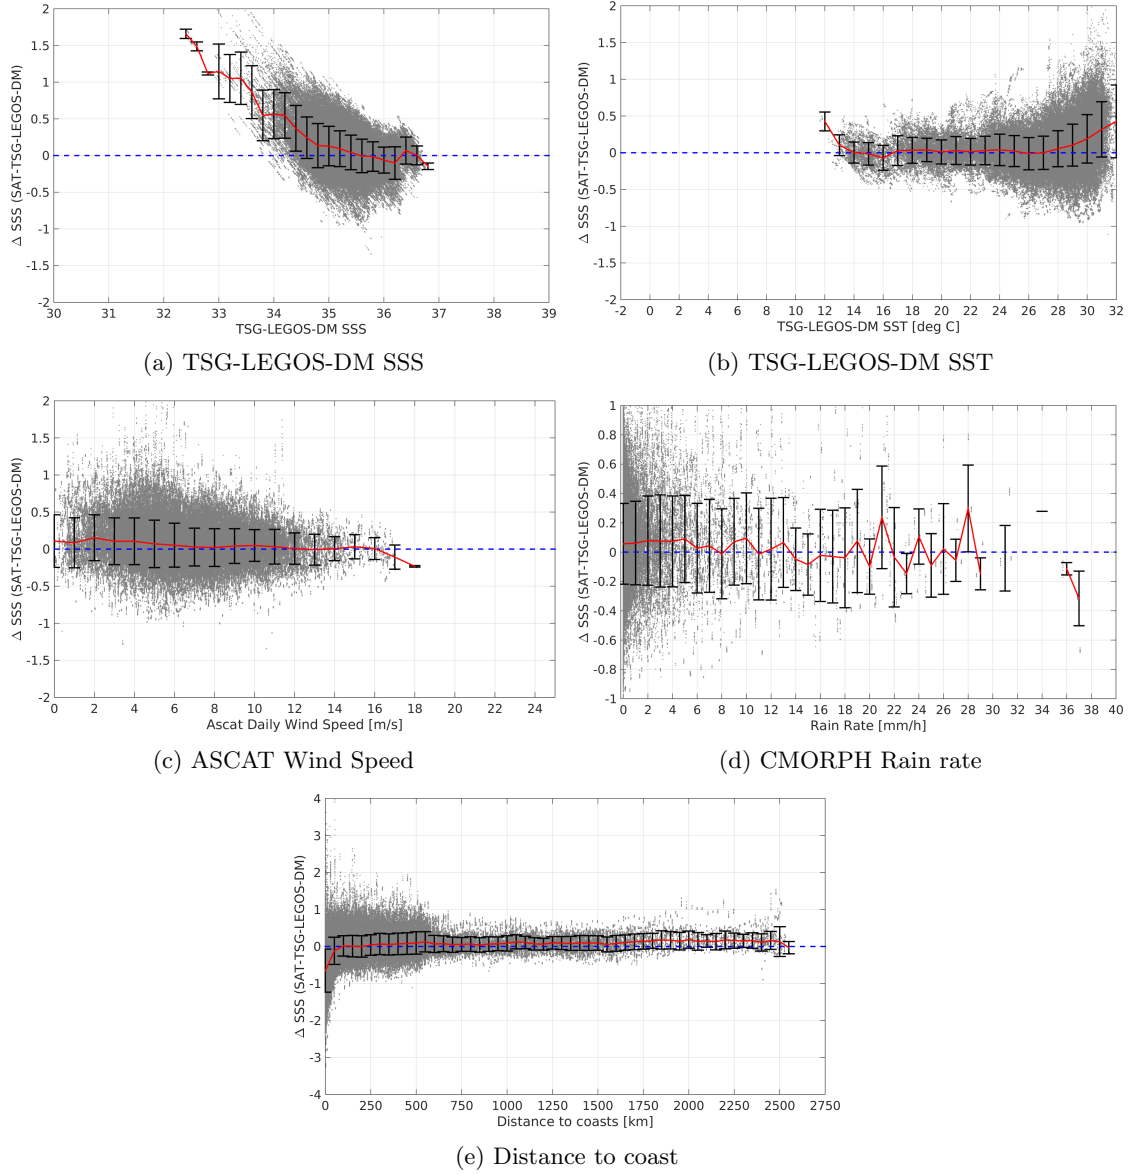 2
1.5
1
0.5
0
-0.5
-1
-1.5
-2
Δ SSS (SAT-TSG-LEGOS-DM)
30 31 32 33 34 35 36 37 38 39
TSG-LEGOS-DM SSS
(a) TSG-LEGOS-DM SSS
2
1.5
1
0.5
0
-0.5
-1
-1.5
-2
Δ SSS (SAT-TSG-LEGOS-DM)
-2 0 2 4 6 8 10 12 14 16 18 20 22 24 26 28 30 32
TSG-LEGOS-DM SST [deg C]
(b) TSG-LEGOS-DM SST
2
1.5
1
0.5
0
-0.5
-1
-1.5
-2
Δ SSS (SAT-TSG-LEGOS-DM)
0 2 4 6 8 10 12 14 16 18 20 22 24
Ascat Daily Wind Speed [m/s]
(c) ASCAT Wind Speed
1
0.8
0.6
0.4
0.2
0
-0.2
-0.4
-0.6
-0.8
-1
Δ SSS (SAT-TSG-LEGOS-DM)
0 2 4 6 8 10 12 14 16 18 20 22 24 26 28 30 32 34 36 38 40
Rain Rate [mm/h]
(d) CMORPH Rain rate
4
3
2
1
0
-1
-2
-3
-4
Δ SSS (SAT-TSG-LEGOS-DM)
0 250 500 750 1000 1250 1500 1750 2000 2250 2500 2750
Distance to coasts [km]
(e) Distance to coast